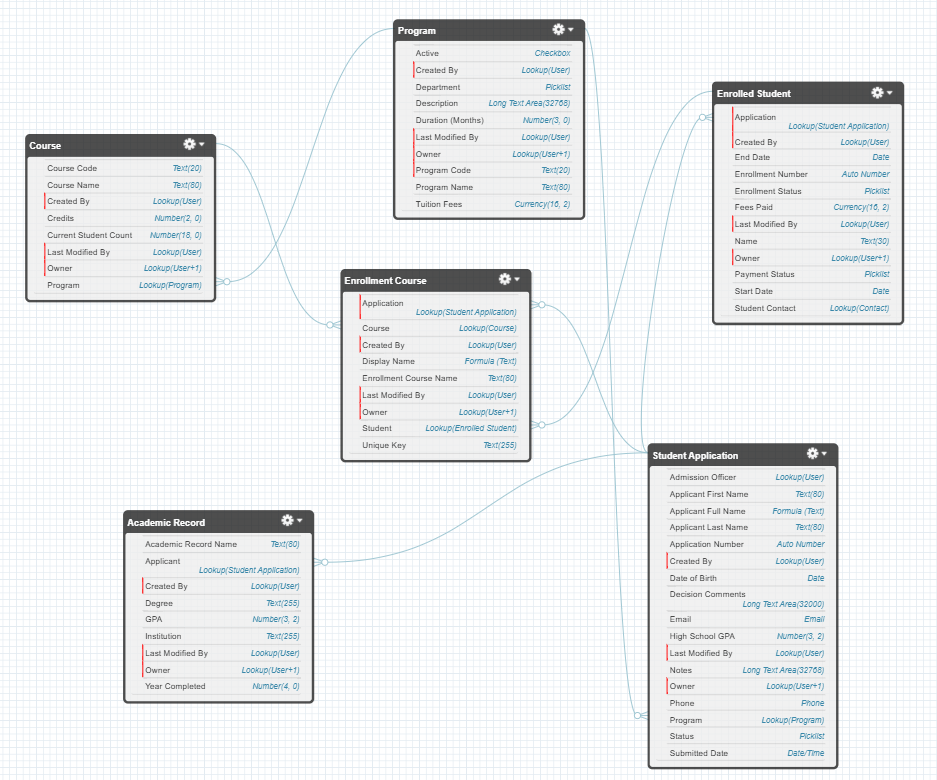 Program
Active Checkbox
Created By Lookup(User)
Department Picklist
Description Long Text Area(32768)
Duration (Months) Number(3, 0)
Last Modified By Lookup(User)
Owner Lookup(User+1)
Program Code Text(20)
Program Name Text(80)
Tuition Fees Currency(16, 2)
Enrolled Student
Application
Lookup(Student Application)
Created By Lookup(User)
End Date Date
Enrollment Number Auto Number
Enrollment Status Picklist
Fees Paid Currency(16, 2)
Last Modified By Lookup(User)
Name Text(30)
Owner Lookup(User+1)
Payment Status Picklist
Start Date Date
Student Contact Lookup(Contact)
Course
Course Code Text(20)
Course Name Text(80)
Created By Lookup(User)
Credits Number(2, 0)
Current Student Count Number(18, 0)
Last Modified By Lookup(User)
Owner Lookup(User+1)
Program Lookup(Program)
Enrollment Course
Application
Lookup(Student Application)
Course Lookup(Course)
Created By Lookup(User)
Display Name Formula (Text)
Enrollment Course Name Text(80)
Last Modified By Lookup(User)
Owner Lookup(User+1)
Student Lookup(Enrolled Student)
Unique Key Text(255)
Student Application
Admission Officer Lookup(User)
Applicant First Name Text(80)
Applicant Full Name Formula (Text)
Applicant Last Name Text(80)
Application Number Auto Number
Created By Lookup(User)
Date of Birth Date
Decision Comments
Long Text Area(32000)
Email Email
High School GPA Number(3, 2)
Last Modified By Lookup(User)
Notes Long Text Area(32768)
Owner Lookup(User+1)
Phone Phone
Program Lookup(Program)
Status Picklist
Submitted Date Date/Time
Academic Record
Academic Record Name Text(80)
Applicant
Lookup(Student Application)
Created By Lookup(User)
Degree Text(255)
GPA Number(3, 2)
Institution Text(255)
Last Modified By Lookup(User)
Owner Lookup(User+1)
Year Completed Number(4, 0)